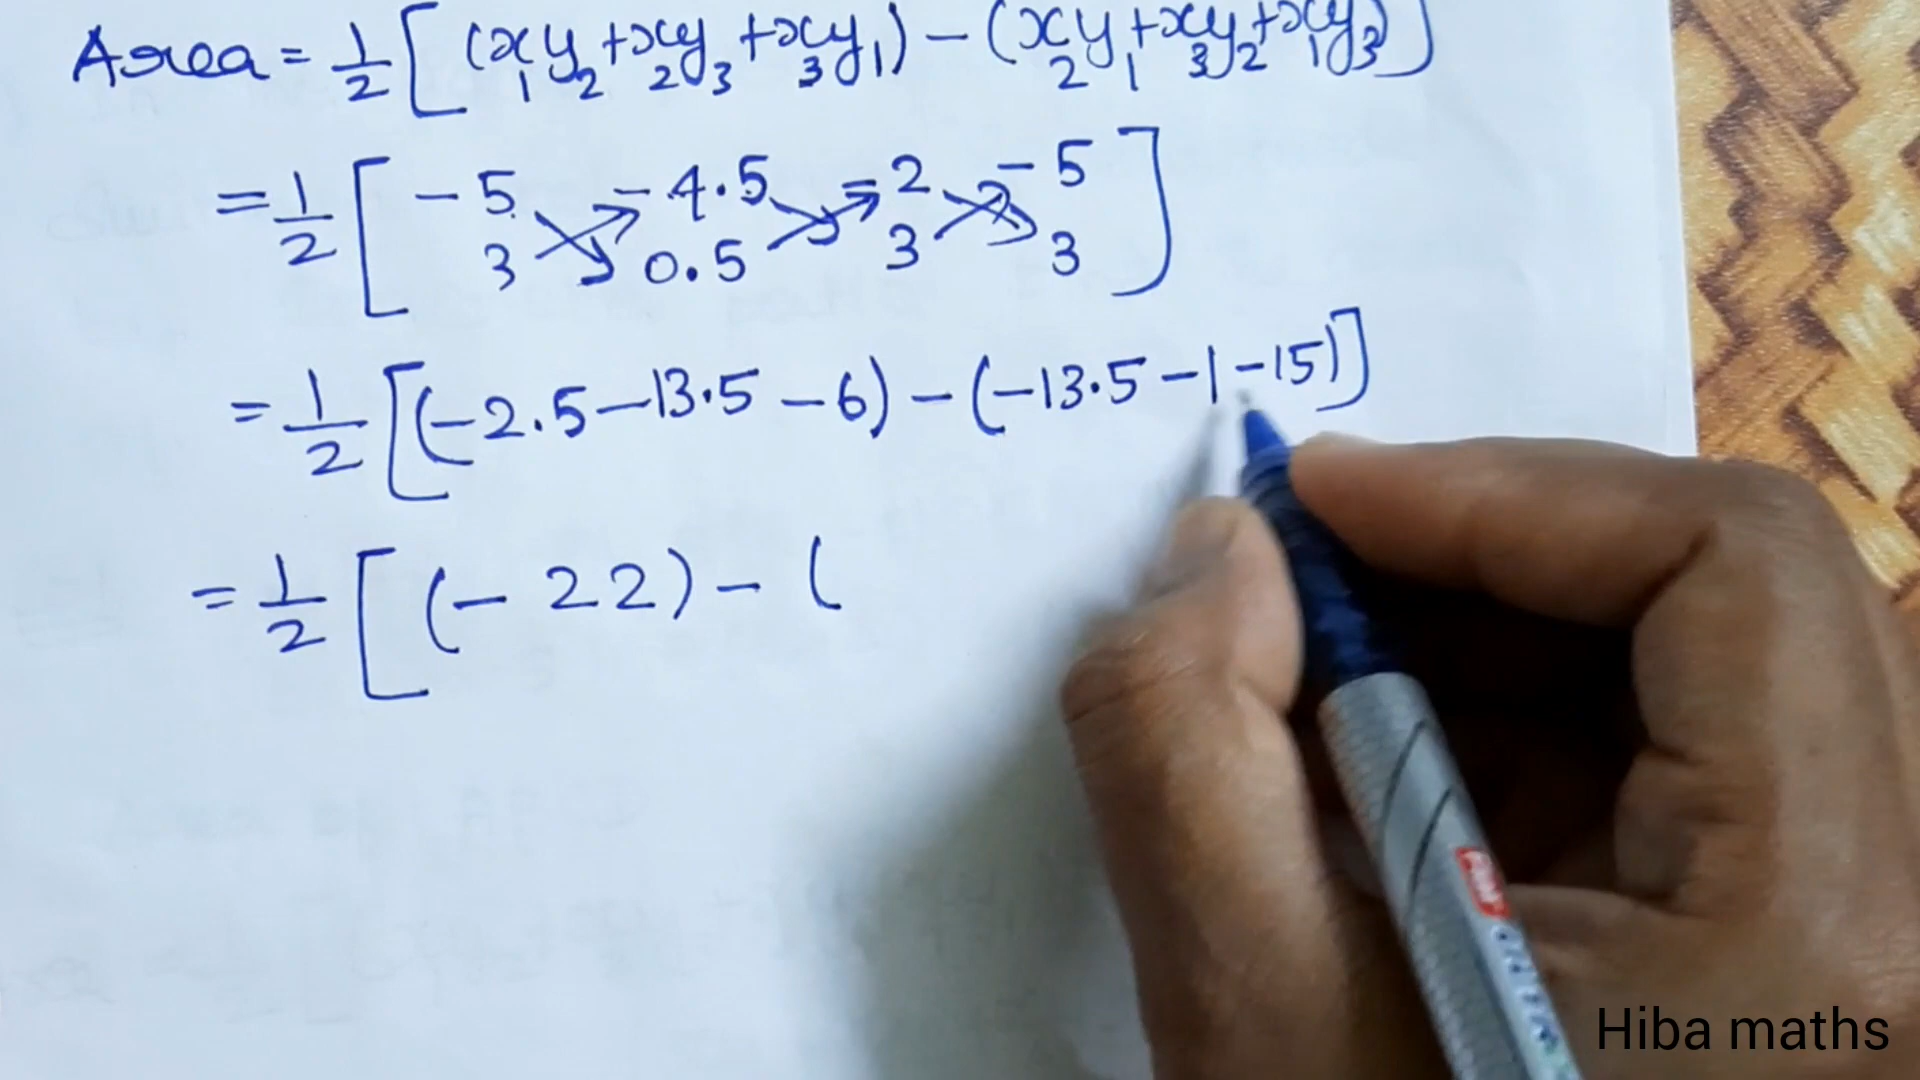 Area = 1/2 [(x₁y₂+x₂y₃+x₃y₁) − (x₂y₁+x₃y₂+x₁y₃)]
= 1/2 [ −5 −4.5 −2 −5
3 0.5 3 3 ]
= 1/2 [(−2.5−13.5−6) − (−13.5−1−15)]
= 1/2 [(−22) − (
Hiba maths